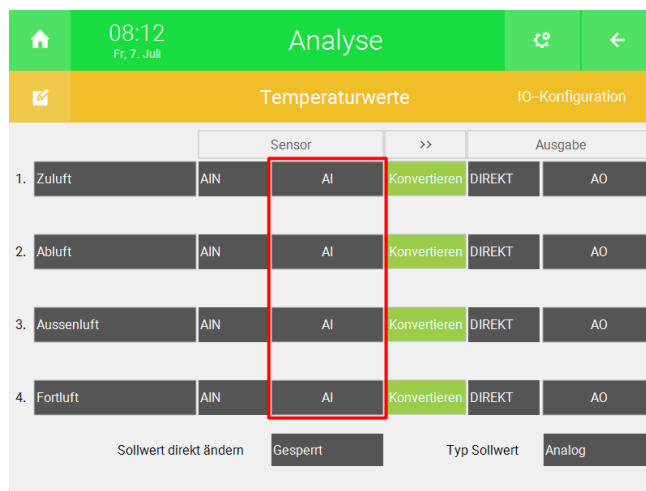 08:12
Fr, 7. Juli
Analyse
Temperaturwerte
IO-Konfiguration
Sensor >> Ausgabe
1. Zuluft AIN AI Konvertieren DIREKT AO
2. Abluft AIN AI Konvertieren DIREKT AO
3. Aussenluft AIN AI Konvertieren DIREKT AO
4. Fortluft AIN AI Konvertieren DIREKT AO
Sollwert direkt ändern Gesperrt Typ Sollwert Analog